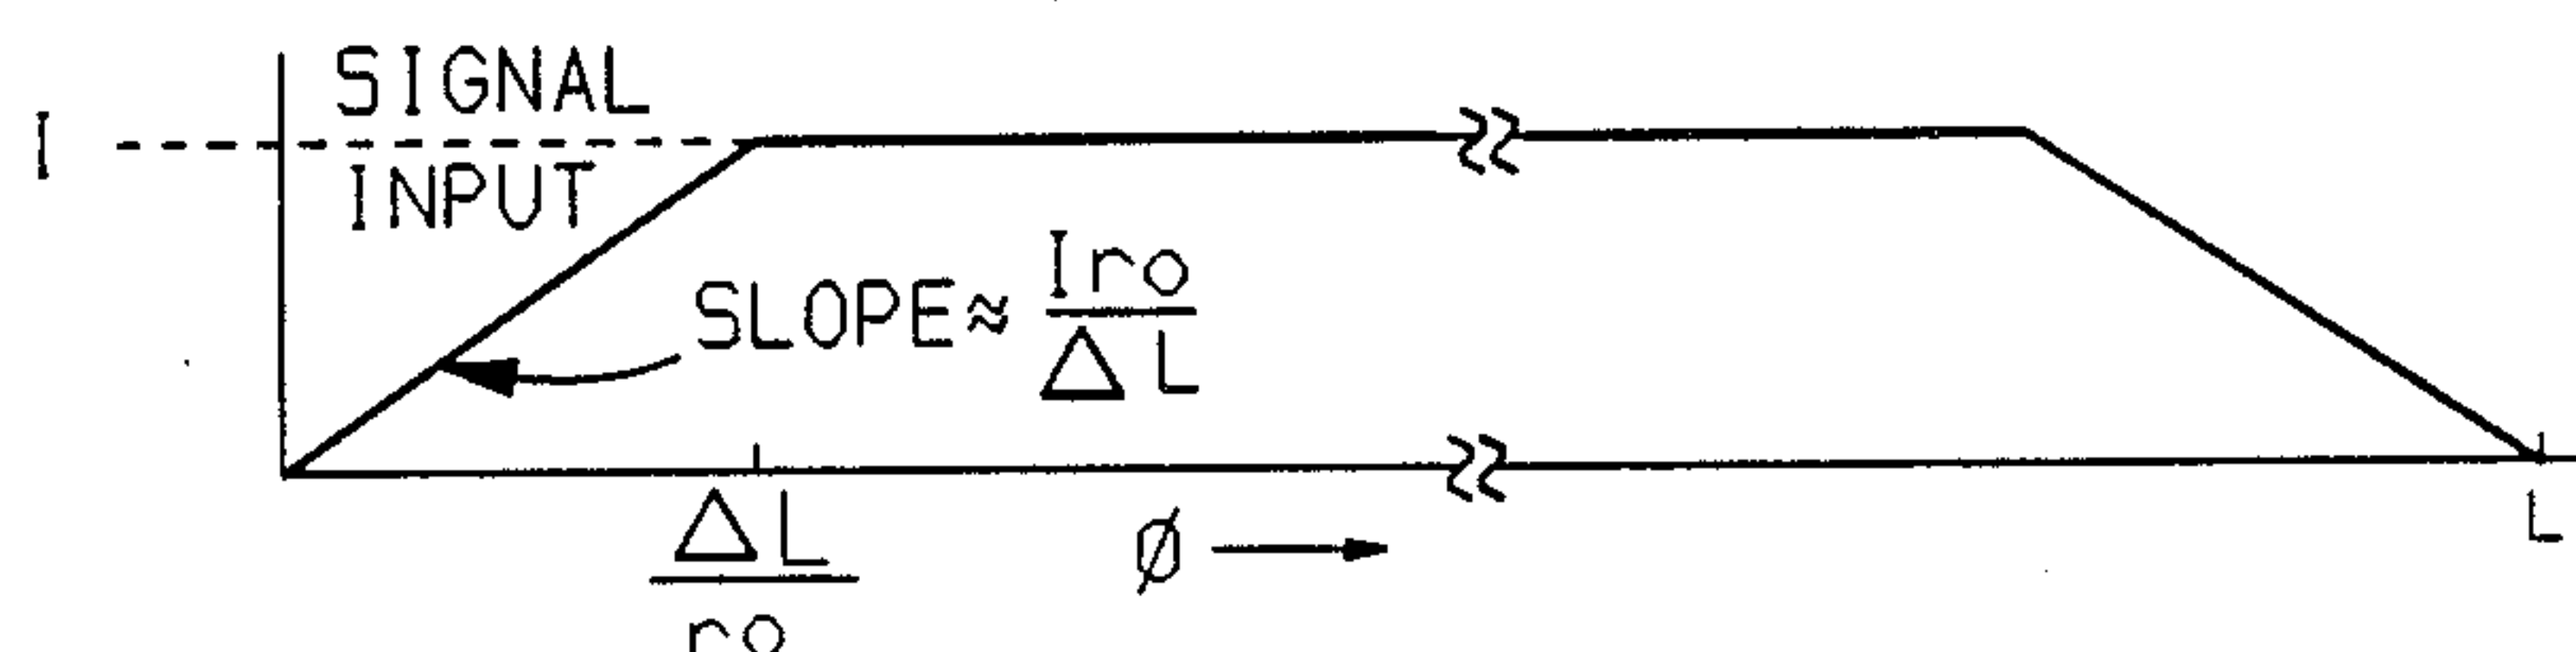 SIGNAL
I
INPUT
SLOPE≈ Iro
ΔL
ΔL
ro
Ø
L